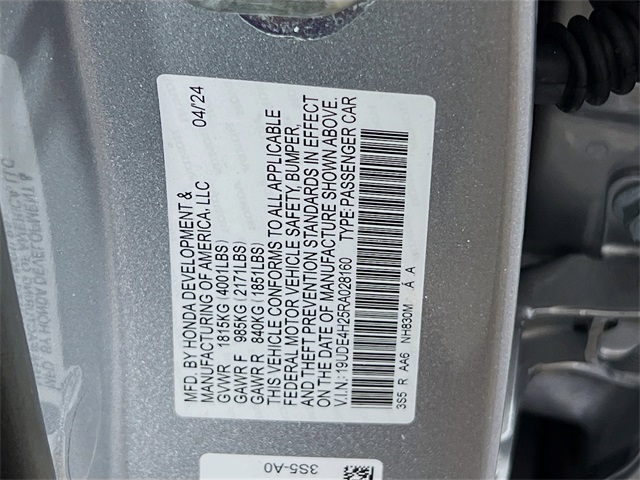 MFD. BY HONDA DEVELOPMENT & 04/24
MANUFACTURING OF AMERICA, LLC
GVWR 1815KG (4001LBS)
GAWR F 985KG (2171LBS)
GAWR R 840KG (1851LBS)
THIS VEHICLE CONFORMS TO ALL APPLICABLE
FEDERAL MOTOR VEHICLE SAFETY, BUMPER,
AND THEFT PREVENTION STANDARDS IN EFFECT
ON THE DATE OF MANUFACTURE SHOWN ABOVE.
V.I.N.:19UDE4H25RA028160 TYPE:PASSENGER CAR
3S5 R AA6 NH830M A A
3S5-A0